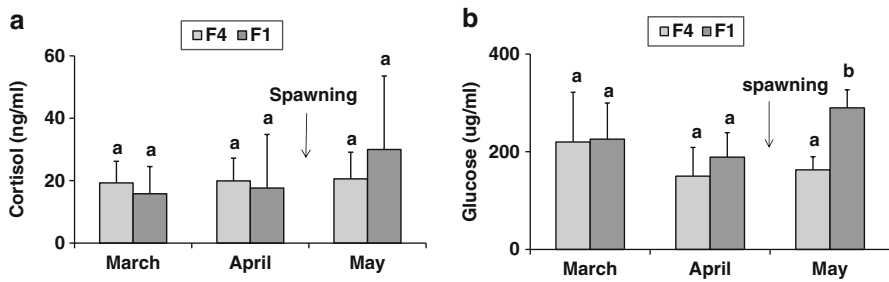 a
F4 F1
60
40
20
0
Cortisol (ng/ml)
Spawning
a a a a a a
March April May
b
F4 F1
400
200
0
Glucose (ug/ml)
spawning
a a a a a b
March April May